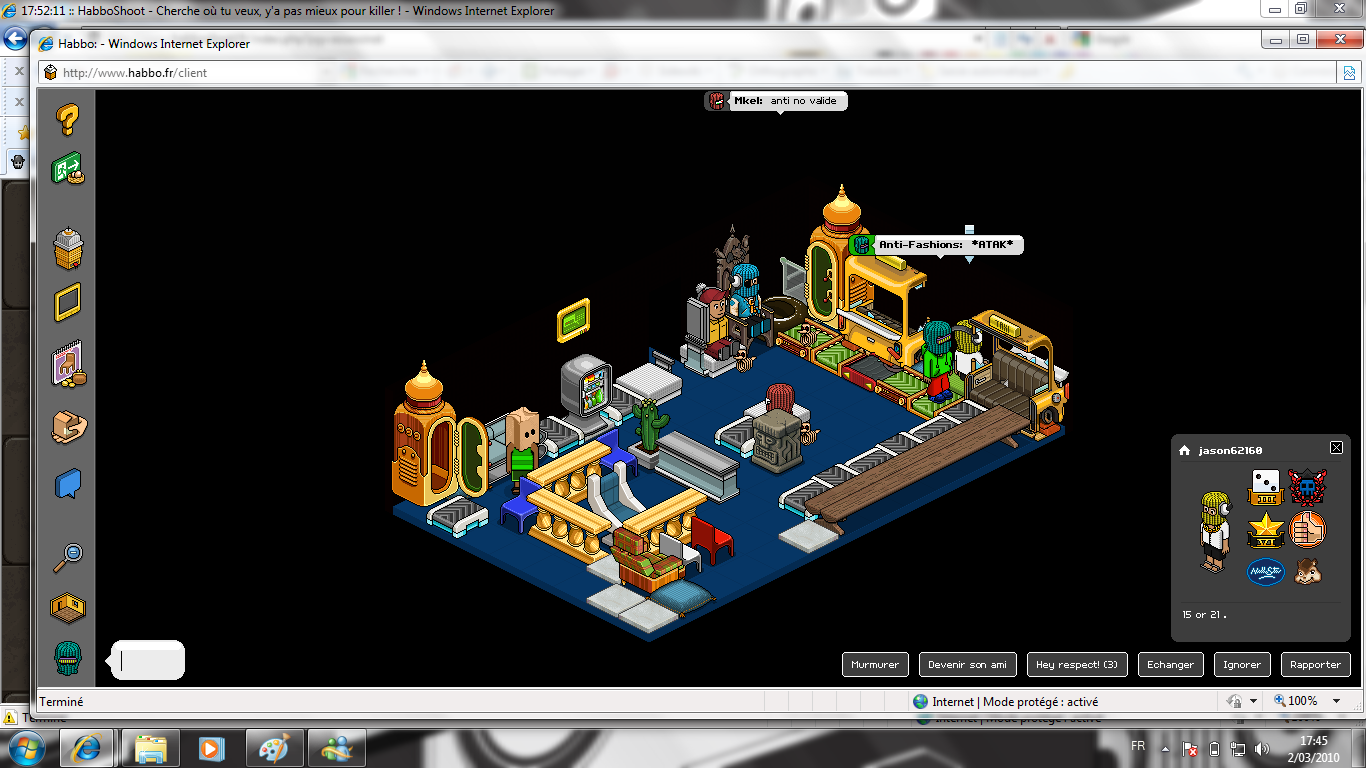 17:52:11 :: HabboShoot - Cherche où tu veux, y'a pas mieux pour killer ! - Windows Internet Explorer
Habbo: - Windows Internet Explorer
http://www.habbo.fr/client
Mkel: anti no valide
Anti-Fashions: *ATAK*
TAXI
jason62160
15 or 21 .
Murmurer
Devenir son ami
Hey respect! (3)
Echanger
Ignorer
Rapporter
Terminé
Internet | Mode protégé : activé
100%
FR
17:45
2/03/2010